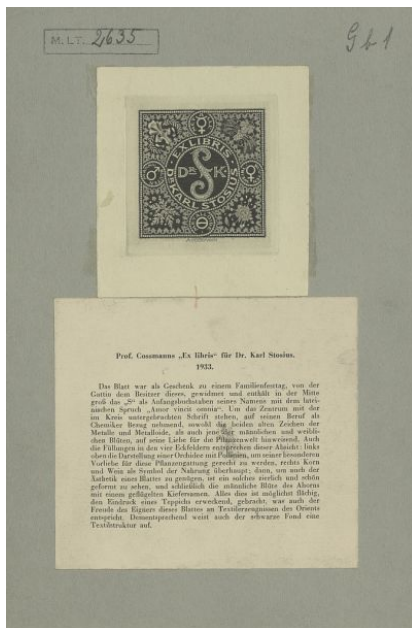 M. L.T. 2635
Gb1
EXLIBRIS
DR K.
DR KARL STOSIUS
Prof. Cossmanns „Ex libris“ für Dr. Karl Stosius.
1933.
Das Blatt war als Geschenk zu einem Familienfesttag, von der
Gattin dem Besitzer dieses, gewidmet und enthält in der Mitte
groß das „S“ als Anfangsbuchstaben seines Namens mit dem latei-
nischen Spruch „Amor vincit omnia“. Um das Zentrum mit der
im Kreis untergebrachten Schrift stehen, auf seinen Beruf als
Chemiker Bezug nehmend, sowohl die beiden alten Zeichen der
Metalle und Metalloide, als auch jene der männlichen und weibli-
chen Blüten, auf seine Liebe für die Pflanzenwelt hinweisend. Auch
die Füllungen in den vier Eckfeldern entsprechen dieser Absicht: links
oben die Darstellung einer Orchidee mit Pollinien, um seiner besonderen
Vorliebe für diese Pflanzengattung gerecht zu werden, rechts Korn
und Wein als Symbol der Nahrung überhaupt; dann, um auch der
Ästhetik eines Blattes zu genügen, ist ein solches zierlich und schön
geformt zu sehen, und schließlich die männliche Blüte des Ahorns
mit einem geflügelten Kiefersamen. Alles dies ist möglichst flächig,
den Eindruck eines Teppichs erweckend, gebracht, was auch der
Freude des Eigners dieses Blattes an Textilerzeugnissen des Orients
entspricht. Dementsprechend weist auch der schwarze Fond eine
Textilstruktur auf.